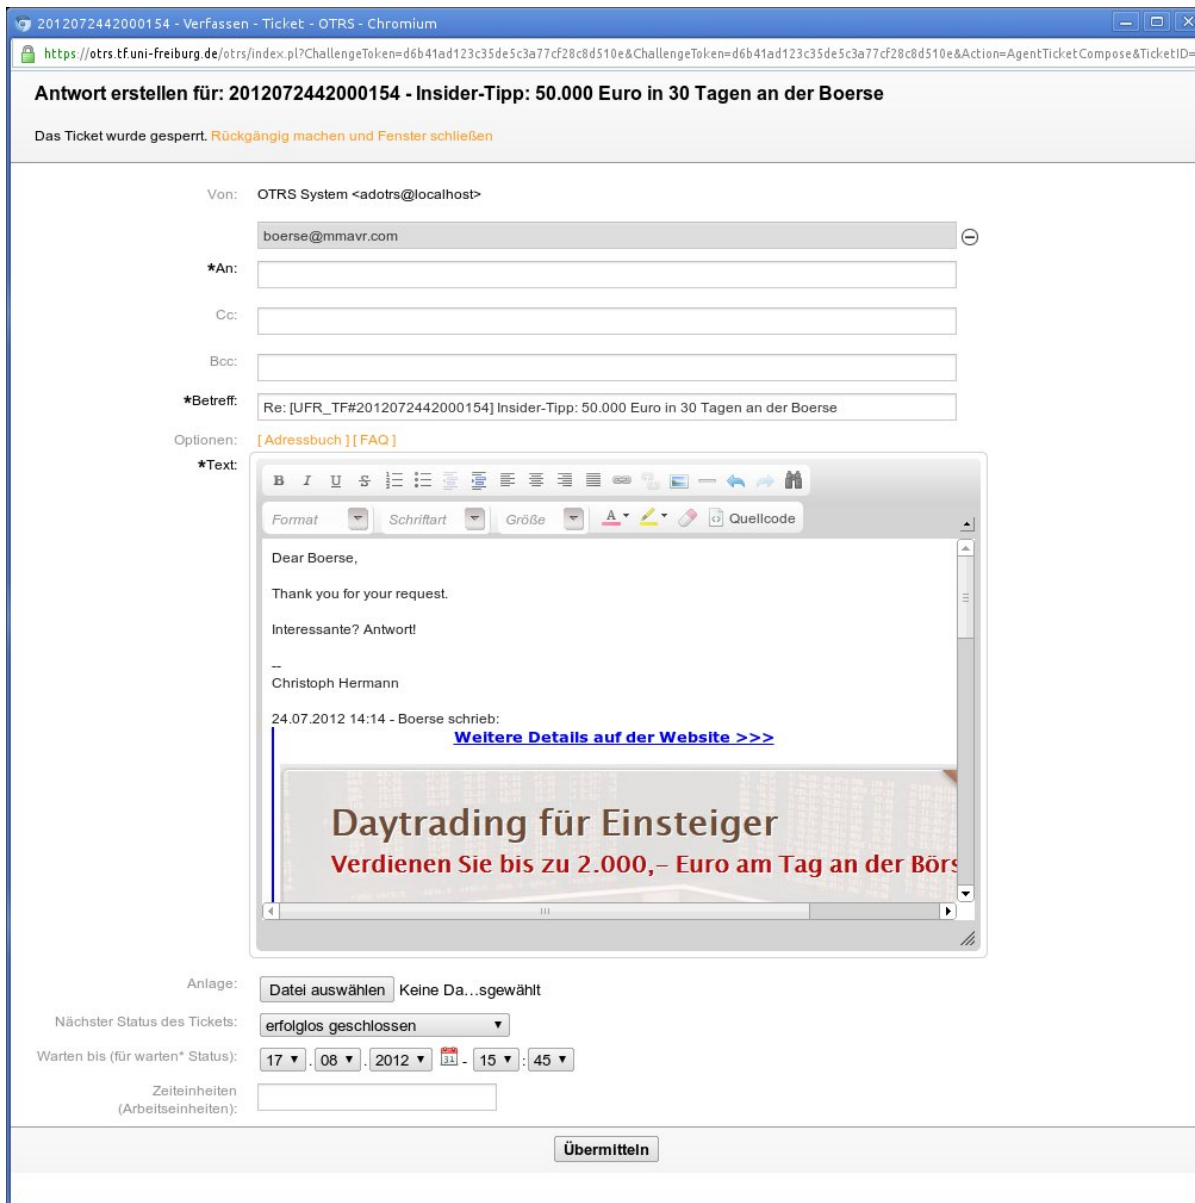 2012072442000154 - Verfassen - Ticket - OTRS - Chromium
https://otrs.tf.uni-freiburg.de/otrs/index.pl?ChallengeToken=d6b41ad123c35de5c3a77cf28c8d510e&ChallengeToken=d6b41ad123c35de5c3a77cf28c8d510e&Action=AgentTicketCompose&TicketID=
Antwort erstellen für: 2012072442000154 - Insider-Tipp: 50.000 Euro in 30 Tagen an der Boerse
Das Ticket wurde gesperrt. Rückgängig machen und Fenster schließen
Von: OTRS System <adotrs@localhost>
boerse@mmavr.com
*An:
Cc:
Bcc:
*Betreff: Re: [UFR_TF#2012072442000154] Insider-Tipp: 50.000 Euro in 30 Tagen an der Boerse
Optionen: [ Adressbuch ] [ FAQ ]
*Text:
B I U S
Format Schriftart Größe A Quellcode
Dear Boerse,
Thank you for your request.
Interessante? Antwort!
--
Christoph Hermann
24.07.2012 14:14 - Boerse schrieb:
Weitere Details auf der Website >>>
Daytrading für Einsteiger
Verdienen Sie bis zu 2.000,– Euro am Tag an der Börs
Anlage: Datei auswählen Keine Da...sgewählt
Nächster Status des Tickets: erfolglos geschlossen
Warten bis (für warten* Status): 17 . 08 . 2012 31 - 15 : 45
Zeiteinheiten
(Arbeitseinheiten):
Übermitteln